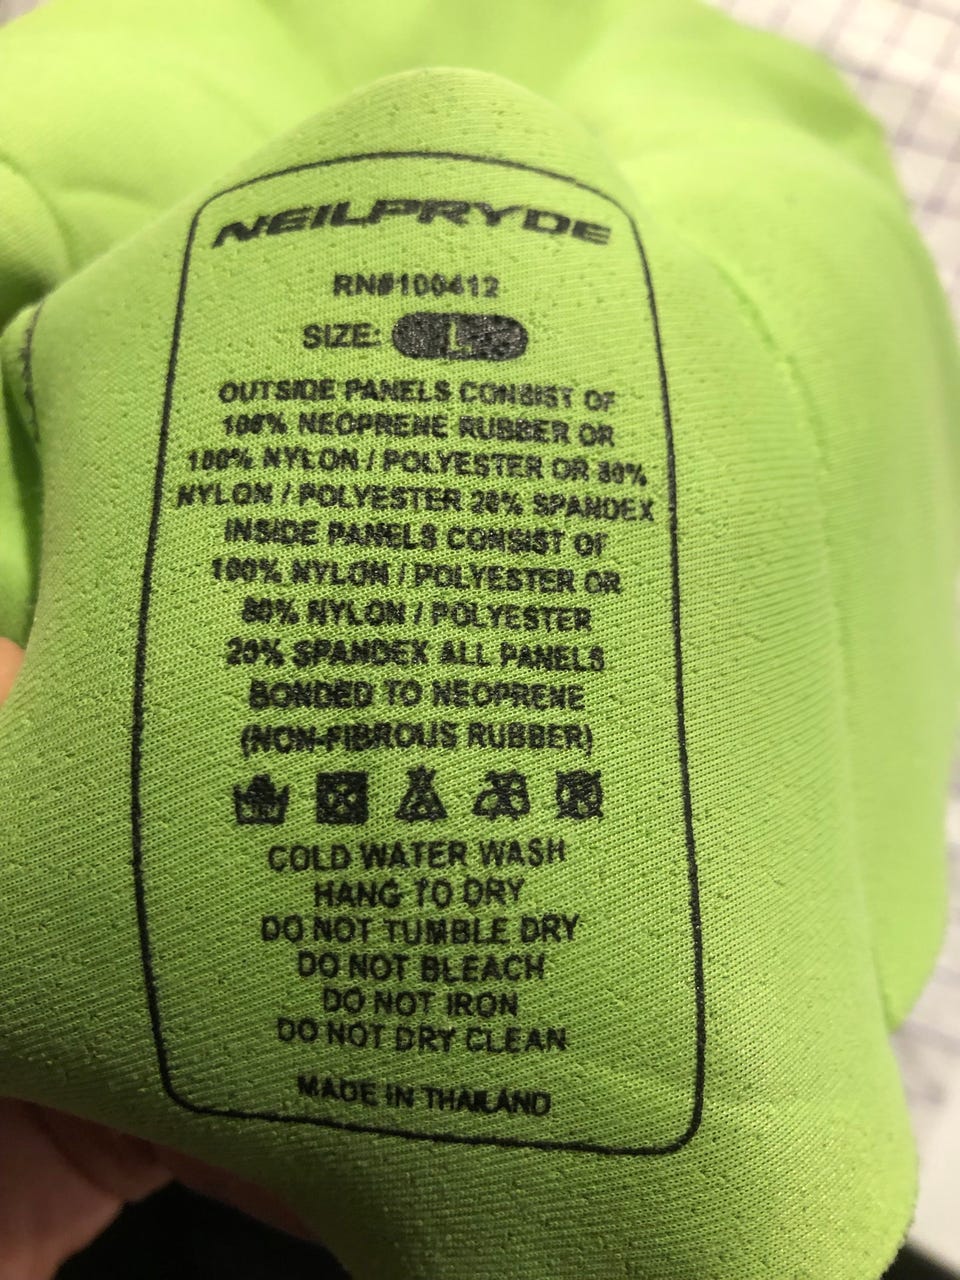 NEILPRYDE
RN#100412
SIZE: L
OUTSIDE PANELS CONSIST OF
100% NEOPRENE RUBBER OR
100% NYLON / POLYESTER OR 80%
NYLON / POLYESTER 20% SPANDEX
INSIDE PANELS CONSIST OF
100% NYLON / POLYESTER OR
80% NYLON / POLYESTER
20% SPANDEX ALL PANELS
BONDED TO NEOPRENE
(NON-FIBROUS RUBBER)
COLD WATER WASH
HANG TO DRY
DO NOT TUMBLE DRY
DO NOT BLEACH
DO NOT IRON
DO NOT DRY CLEAN
MADE IN THAILAND